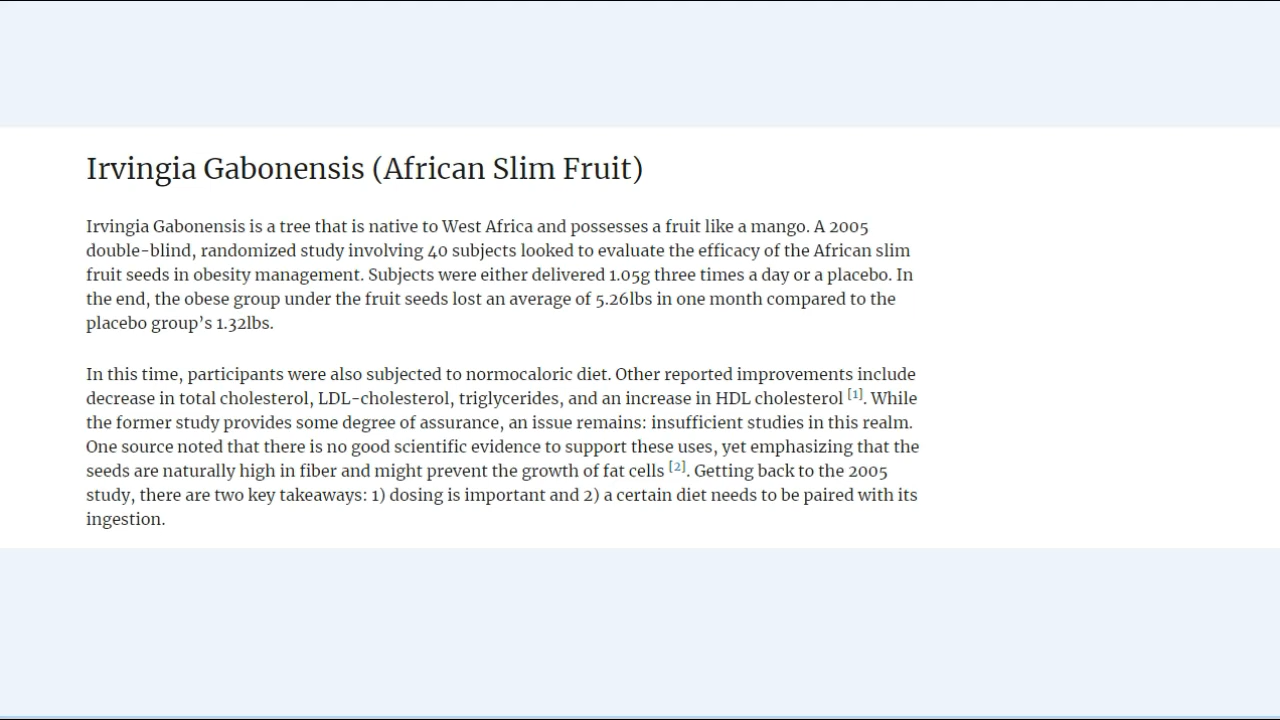 Irvingia Gabonensis (African Slim Fruit)
Irvingia Gabonensis is a tree that is native to West Africa and possesses a fruit like a mango. A 2005
double-blind, randomized study involving 40 subjects looked to evaluate the efficacy of the African slim
fruit seeds in obesity management. Subjects were either delivered 1.05g three times a day or a placebo. In
the end, the obese group under the fruit seeds lost an average of 5.26lbs in one month compared to the
placebo group’s 1.32lbs.
In this time, participants were also subjected to normocaloric diet. Other reported improvements include
decrease in total cholesterol, LDL-cholesterol, triglycerides, and an increase in HDL cholesterol [1]. While
the former study provides some degree of assurance, an issue remains: insufficient studies in this realm.
One source noted that there is no good scientific evidence to support these uses, yet emphasizing that the
seeds are naturally high in fiber and might prevent the growth of fat cells [2]. Getting back to the 2005
study, there are two key takeaways: 1) dosing is important and 2) a certain diet needs to be paired with its
ingestion.